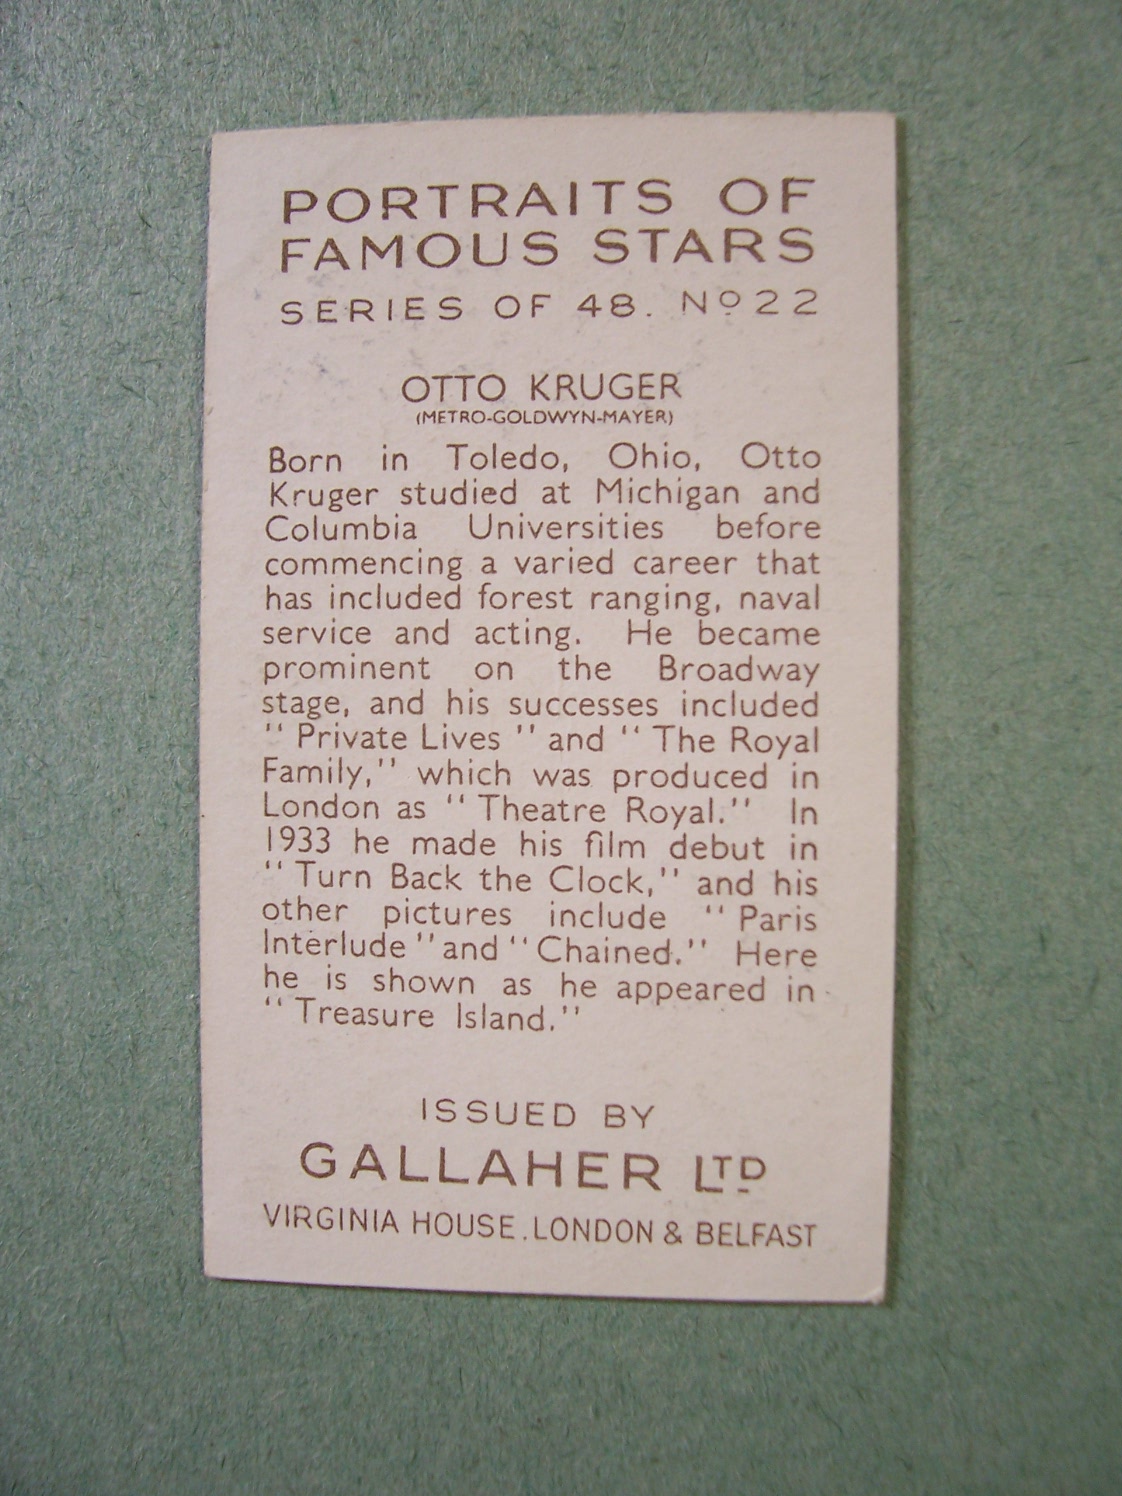 PORTRAITS OF
FAMOUS STARS
SERIES OF 48. No 22
OTTO KRUGER
(METRO-GOLDWYN-MAYER)
Born in Toledo, Ohio, Otto
Kruger studied at Michigan and
Columbia Universities before
commencing a varied career that
has included forest ranging, naval
service and acting. He became
prominent on the Broadway
stage, and his successes included
"Private Lives" and "The Royal
Family," which was produced in
London as "Theatre Royal." In
1933 he made his film debut in
"Turn Back the Clock," and his
other pictures include "Paris
Interlude" and "Chained." Here
he is shown as he appeared in
"Treasure Island."
ISSUED BY
GALLAHER LTD
VIRGINIA HOUSE. LONDON & BELFAST